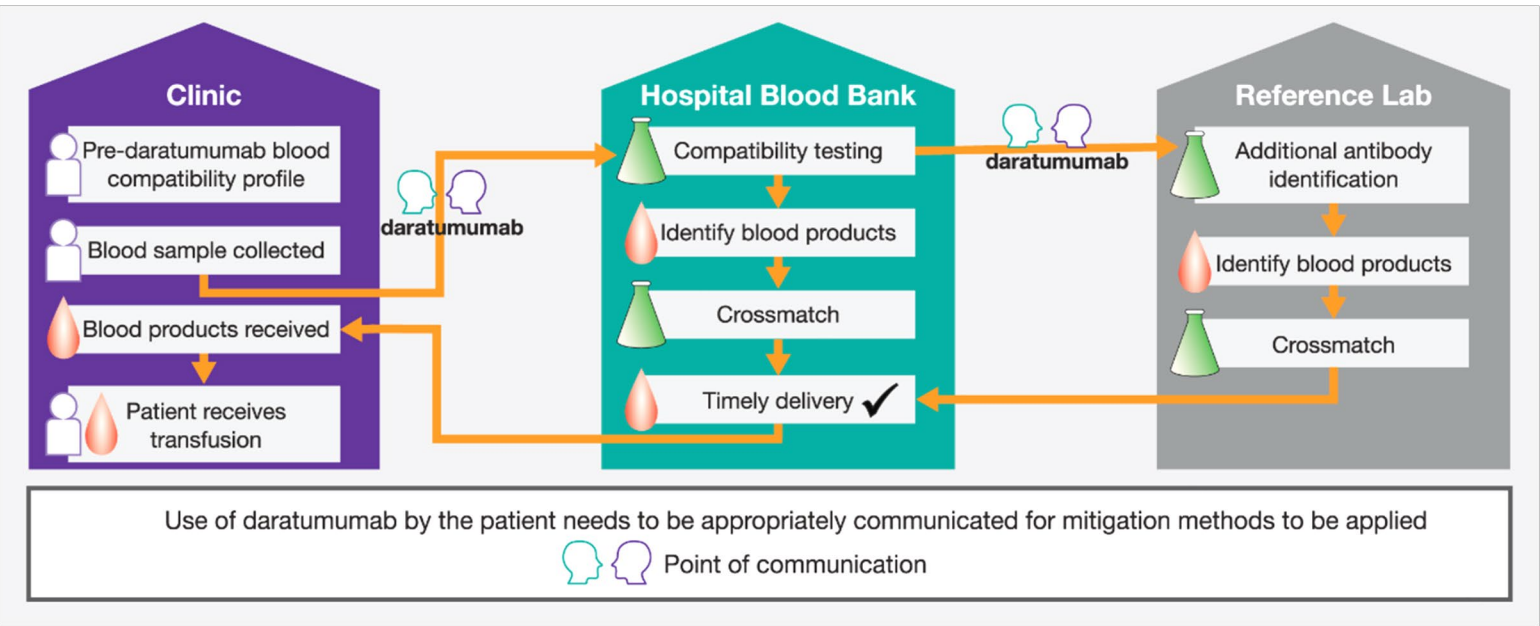 Clinic
Pre-daratumumab blood
compatibility profile
Blood sample collected
Blood products received
Patient receives
transfusion
daratumumab
Hospital Blood Bank
Compatibility testing
Identify blood products
Crossmatch
Timely delivery
daratumumab
Reference Lab
Additional antibody
identification
Identify blood products
Crossmatch
Use of daratumumab by the patient needs to be appropriately communicated for mitigation methods to be applied
Point of communication